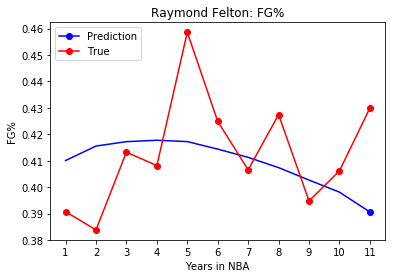 Raymond Felton: FG%
Prediction
True
FG%
0.46
0.45
0.44
0.43
0.42
0.41
0.40
0.39
0.38
1 2 3 4 5 6 7 8 9 10 11
Years in NBA